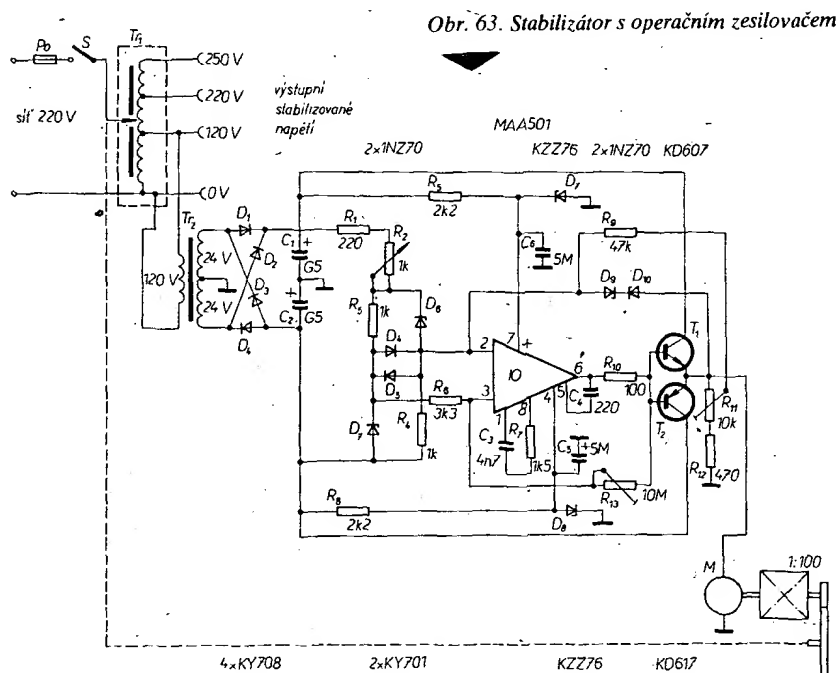 Obr. 63. Stabilizátor s operačním zesilovačem
Po
S
Tr1
250 V
220 V
120 V
0 V
síť 220 V
výstupní
stabilizované
napětí
MAA501
2×1NZ70
KZZ76
2×1NZ70
KD607
R5
2k2
D7
R9
47k
C6
5M
D9
D10
Tr2
D1
D2
D3
D4
24 V
24 V
120 V
C1
+
G5
C2
+
G5
R1
220
R2
1k
R5
1k
D6
D4
D5
D7
R4
1k
R6
3k3
2
3
7
+
IO
6
4
5
1
8
C3
4n7
R7
1k5
C4
220
C5
+5M
R10
100
T1
T2
R11
10k
R12
470
R13
10M
R8
2k2
D8
M
1:100
4×KY708
2×KY701
KZZ76
KD617